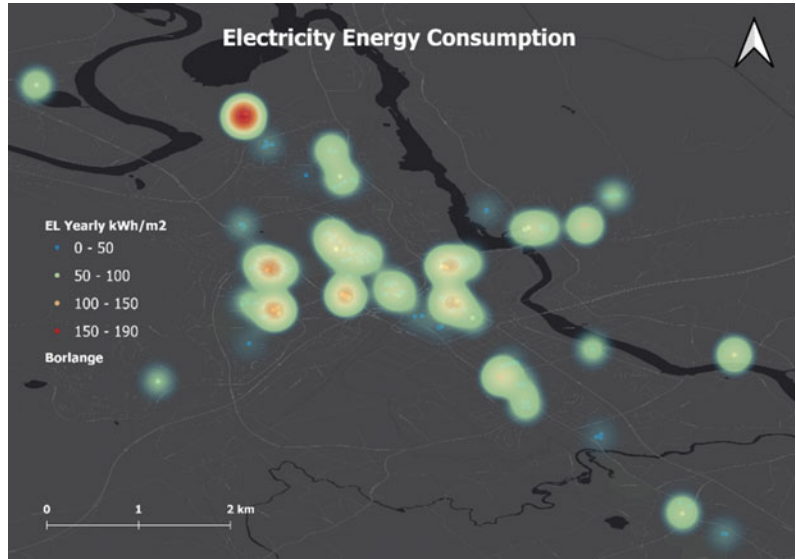 Electricity Energy Consumption
EL Yearly kWh/m2
0 - 50
50 - 100
100 - 150
150 - 190
Borlange
0 1 2 km